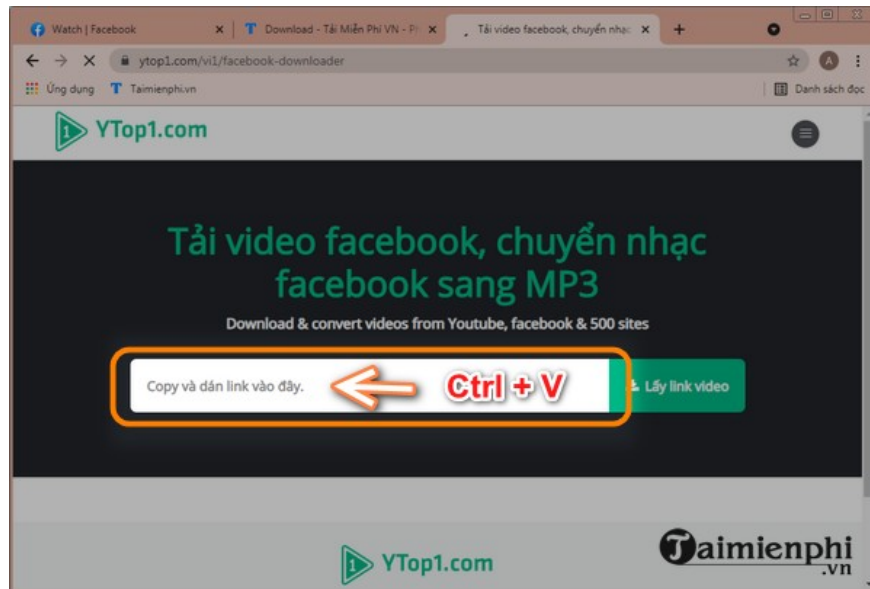 Watch | Facebook
Download - Tải Miễn Phí VN - P
Tải video facebook, chuyển nhạc
ytop1.com/vi1/facebook-downloader
A
Ứng dụng
T Taimienphi.vn
Danh sách đọc
1 YTop1.com
Tải video facebook, chuyển nhạc
facebook sang MP3
Download & convert videos from Youtube, facebook & 500 sites
Copy và dán link vào đây.
Ctrl + V
Lấy link video
1 YTop1.com
Taimienphi
.vn